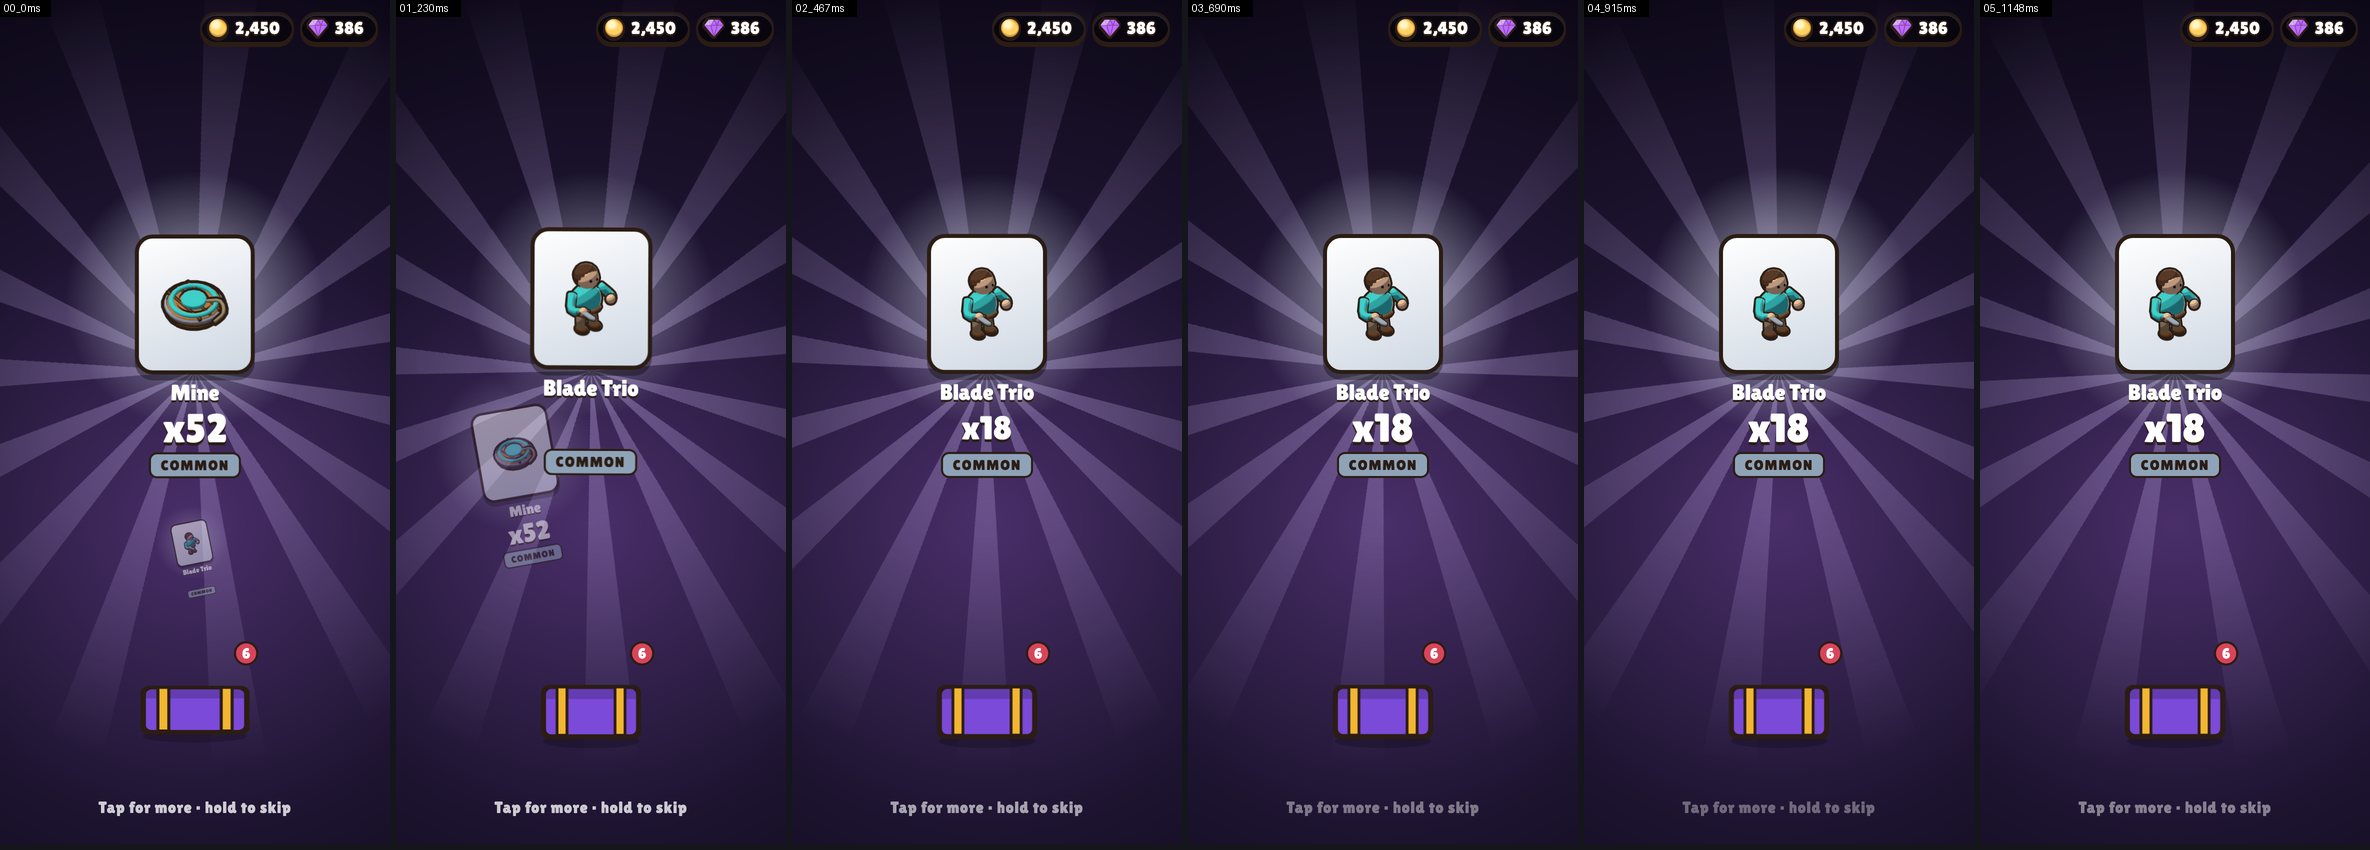 00_0ms
2,450 386
Mine
x52
COMMON
Blade Trio
COMMON
6
Tap for more · hold to skip
01_230ms
2,450 386
Blade Trio
COMMON
Mine
x52
COMMON
6
Tap for more · hold to skip
02_467ms
2,450 386
Blade Trio
x18
COMMON
6
Tap for more · hold to skip
03_690ms
2,450 386
Blade Trio
x18
COMMON
6
Tap for more · hold to skip
04_915ms
2,450 386
Blade Trio
x18
COMMON
6
Tap for more · hold to skip
05_1148ms
2,450 386
Blade Trio
x18
COMMON
6
Tap for more · hold to skip